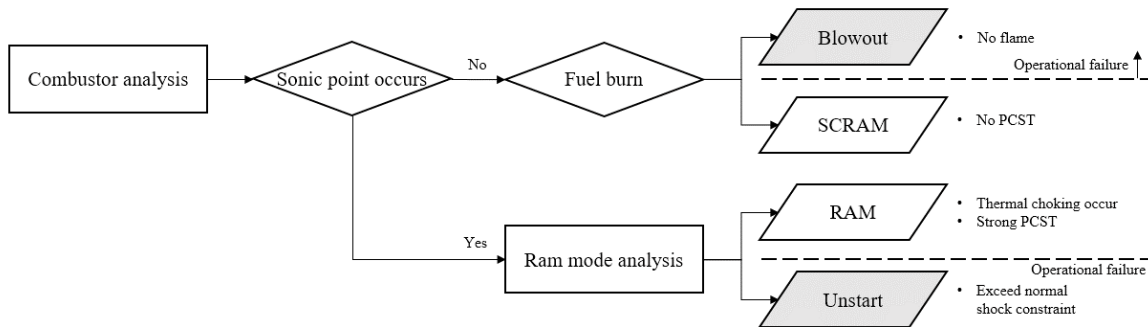 Combustor analysis
Sonic point occurs
No
Fuel burn
Blowout
• No flame
Operational failure
SCRAM
• No PCST
Yes
Ram mode analysis
RAM
• Thermal choking occur
• Strong PCST
Operational failure
Unstart
• Exceed normal
shock constraint